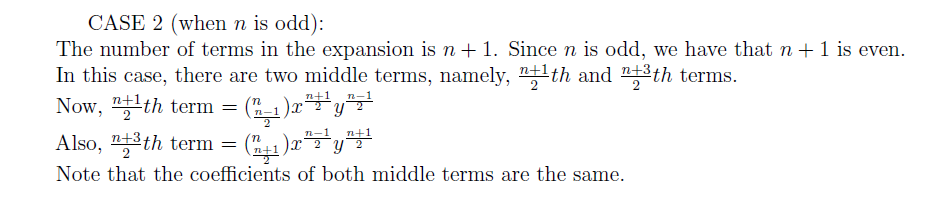 CASE 2 (when n is odd):
The number of terms in the expansion is n + 1. Since n is odd, we have that n + 1 is even.
In this case, there are two middle terms, namely, $\frac{n+1}{2}th$ and $\frac{n+3}{2}th$ terms.
Now, $\frac{n+1}{2}th$ term $= \binom{n}{\frac{n-1}{2}}x^{\frac{n+1}{2}}y^{\frac{n-1}{2}}$
Also, $\frac{n+3}{2}th$ term $= \binom{n}{\frac{n+1}{2}}x^{\frac{n-1}{2}}y^{\frac{n+1}{2}}$
Note that the coefficients of both middle terms are the same.